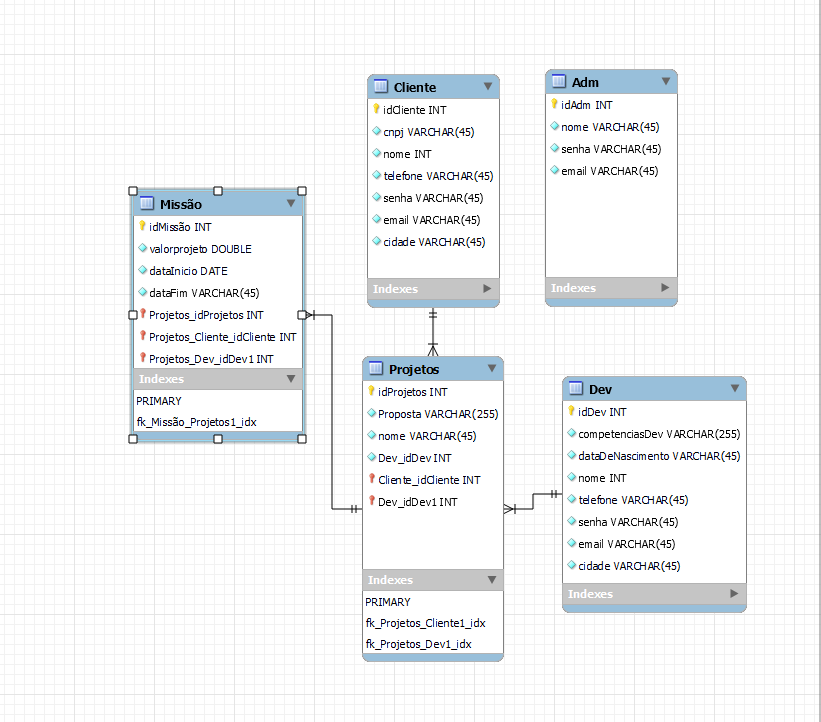 Cliente
idCliente INT
cnpj VARCHAR(45)
nome INT
telefone VARCHAR(45)
senha VARCHAR(45)
email VARCHAR(45)
cidade VARCHAR(45)
Indexes
Adm
idAdm INT
nome VARCHAR(45)
senha VARCHAR(45)
email VARCHAR(45)
Indexes
Missão
idMissão INT
valorprojeto DOUBLE
dataInicio DATE
dataFim VARCHAR(45)
Projetos_idProjetos INT
Projetos_Cliente_idCliente INT
Projetos_Dev_idDev1 INT
Indexes
PRIMARY
fk_Missão_Projetos1_idx
Projetos
idProjetos INT
Proposta VARCHAR(255)
nome VARCHAR(45)
Dev_idDev INT
Cliente_idCliente INT
Dev_idDev1 INT
Indexes
PRIMARY
fk_Projetos_Cliente1_idx
fk_Projetos_Dev1_idx
Dev
idDev INT
competenciasDev VARCHAR(255)
dataDeNascimento VARCHAR(45)
nome INT
telefone VARCHAR(45)
senha VARCHAR(45)
email VARCHAR(45)
cidade VARCHAR(45)
Indexes